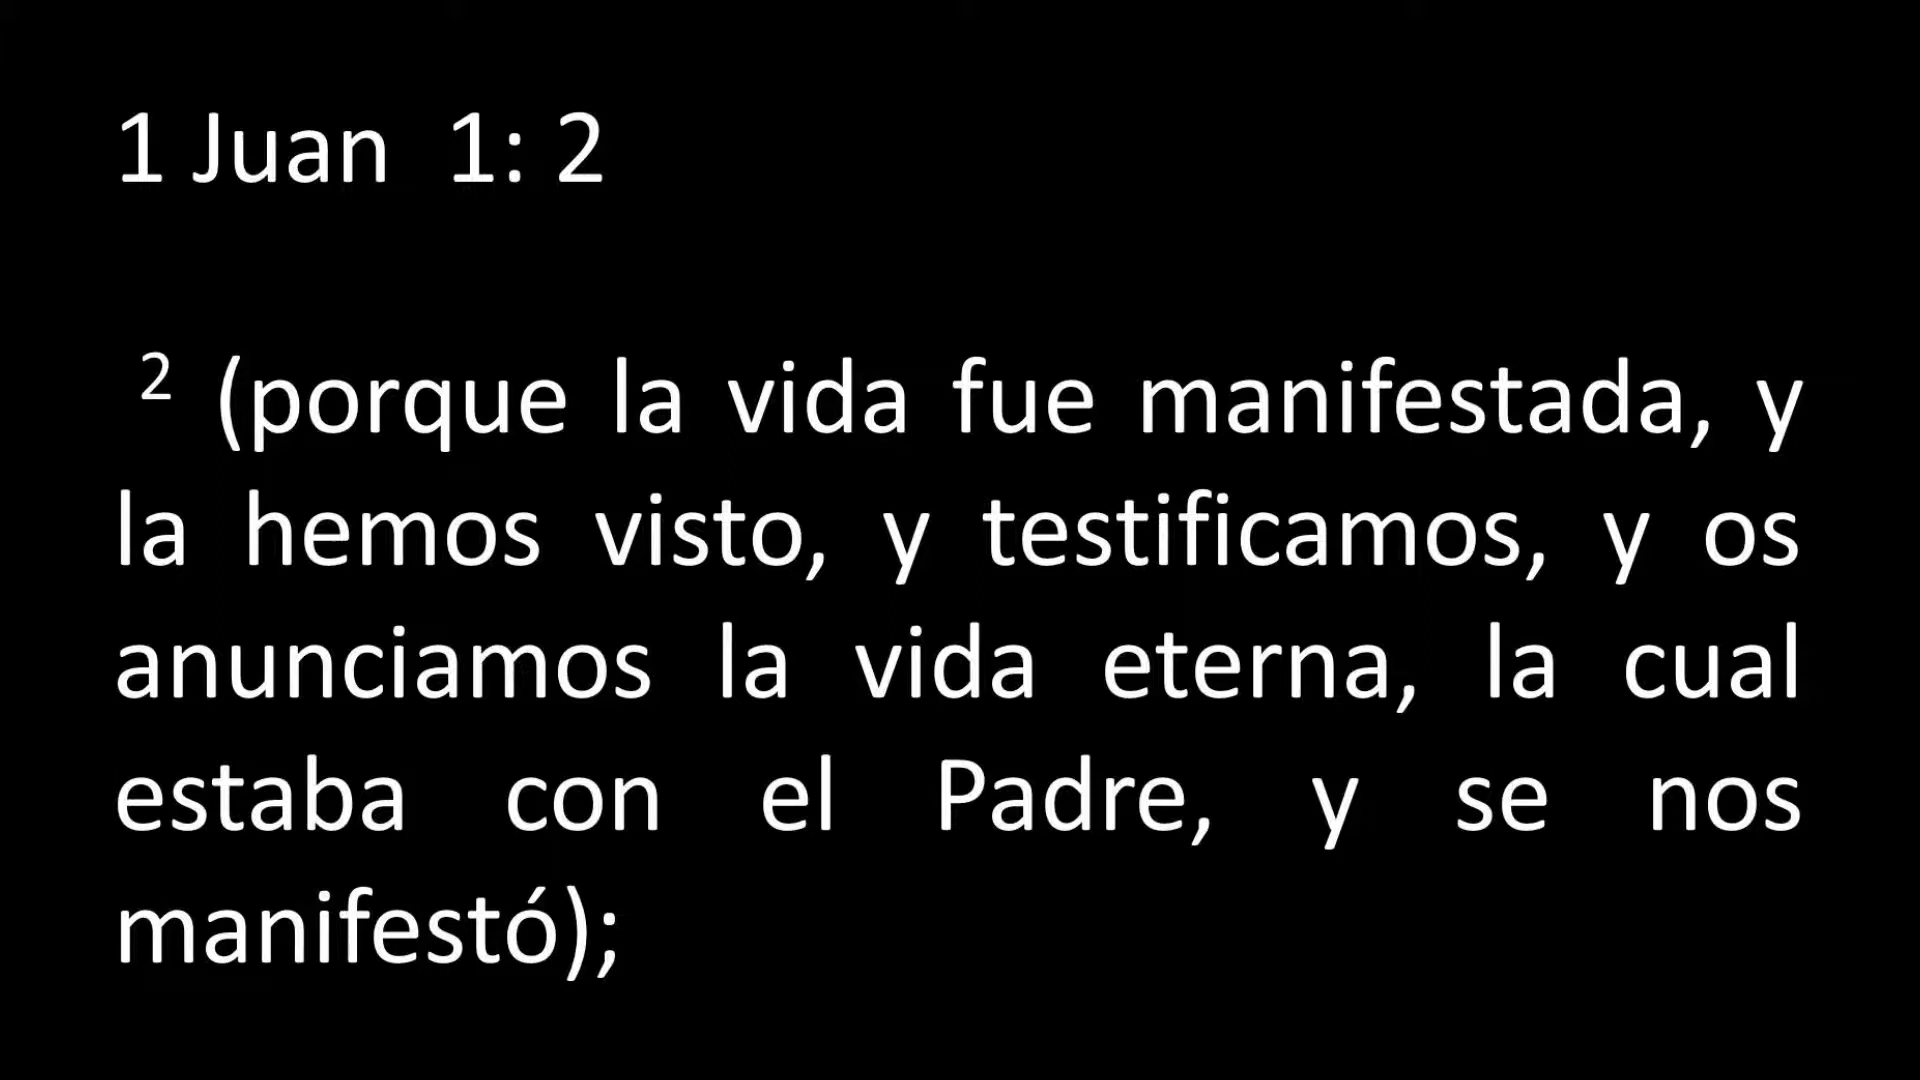 1 Juan 1: 2
2 (porque la vida fue manifestada, y
la hemos visto, y testificamos, y os
anunciamos la vida eterna, la cual
estaba con el Padre, y se nos
manifestó);